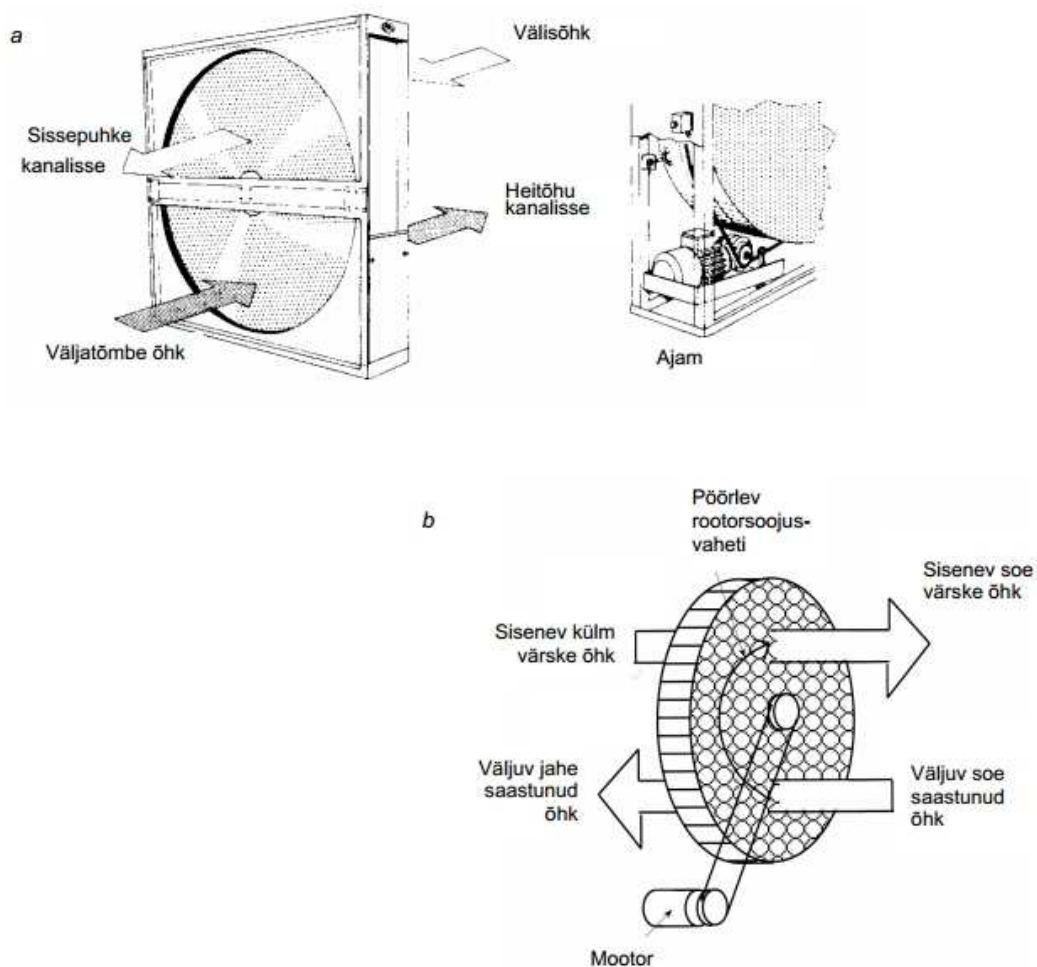 a
Välisõhk
Sissepuhke
kanalisse
Heitõhu
kanalisse
Väljatõmbe õhk
Ajam
b
Pöörlev
rootorsoojus-
vaheti
Sisenev soe
värske õhk
Sisenev külm
värske õhk
Väljuv jahe
saastunud
õhk
Väljuv soe
saastunud
õhk
Mootor